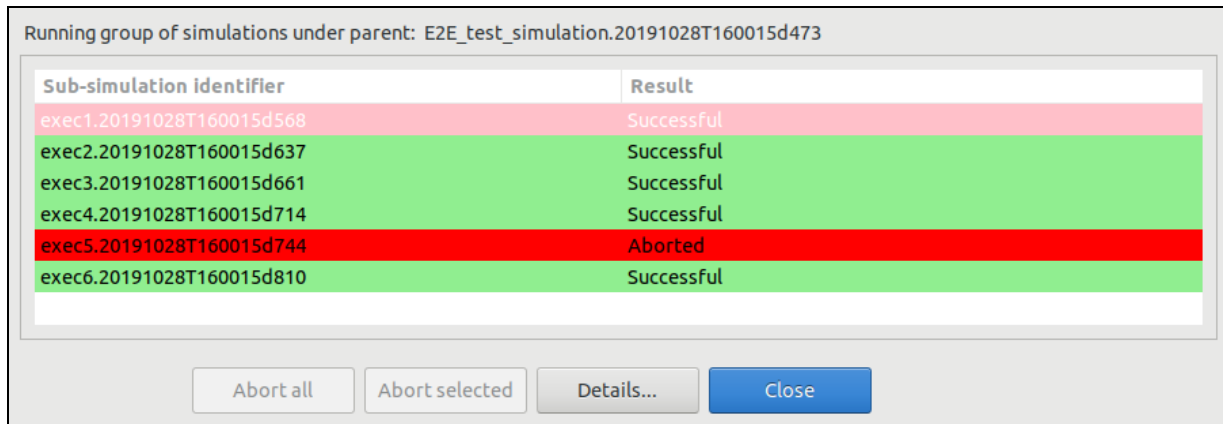 Running group of simulations under parent: E2E_test_simulation.20191028T160015d473
Sub-simulation identifier Result
exec1.20191028T160015d568 Successful
exec2.20191028T160015d637 Successful
exec3.20191028T160015d661 Successful
exec4.20191028T160015d714 Successful
exec5.20191028T160015d744 Aborted
exec6.20191028T160015d810 Successful
Abort all Abort selected Details... Close